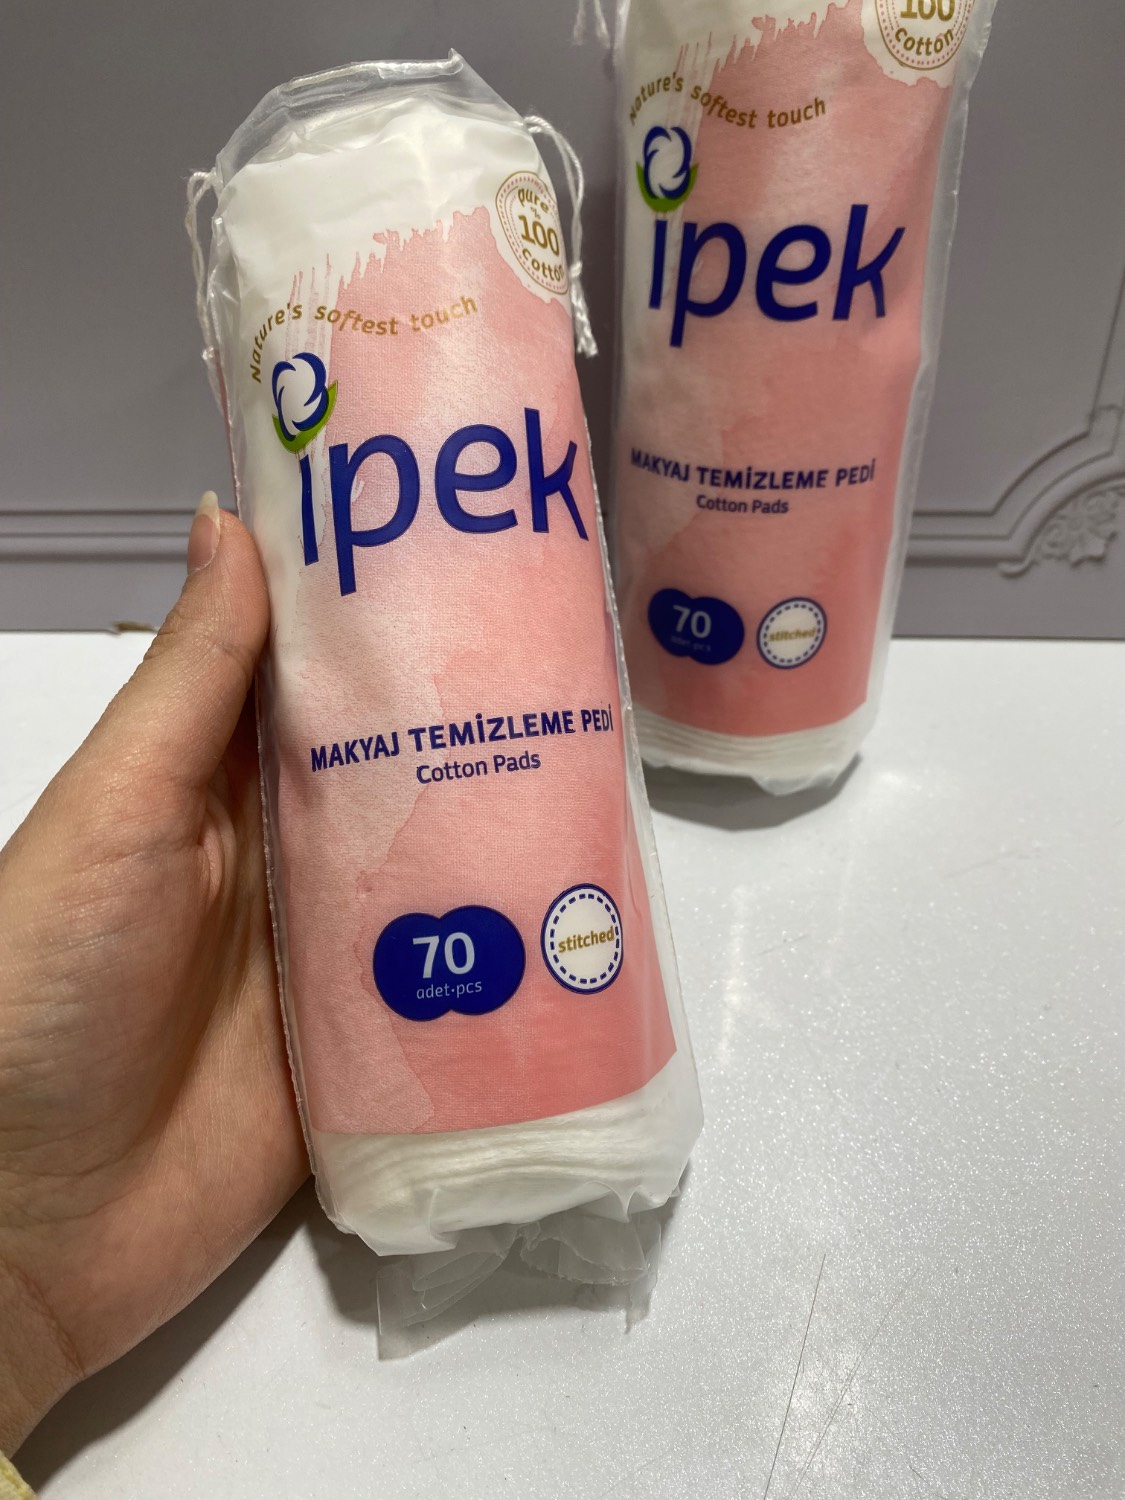 pure
%
100
cotton
Nature's softest touch
ipek
MAKYAJ TEMİZLEME PEDİ
Cotton Pads
70
adet·pcs
stitched
100
cotton
Nature's softest touch
ipek
MAKYAJ TEMİZLEME PEDİ
Cotton Pads
70
adet·pcs
stitched